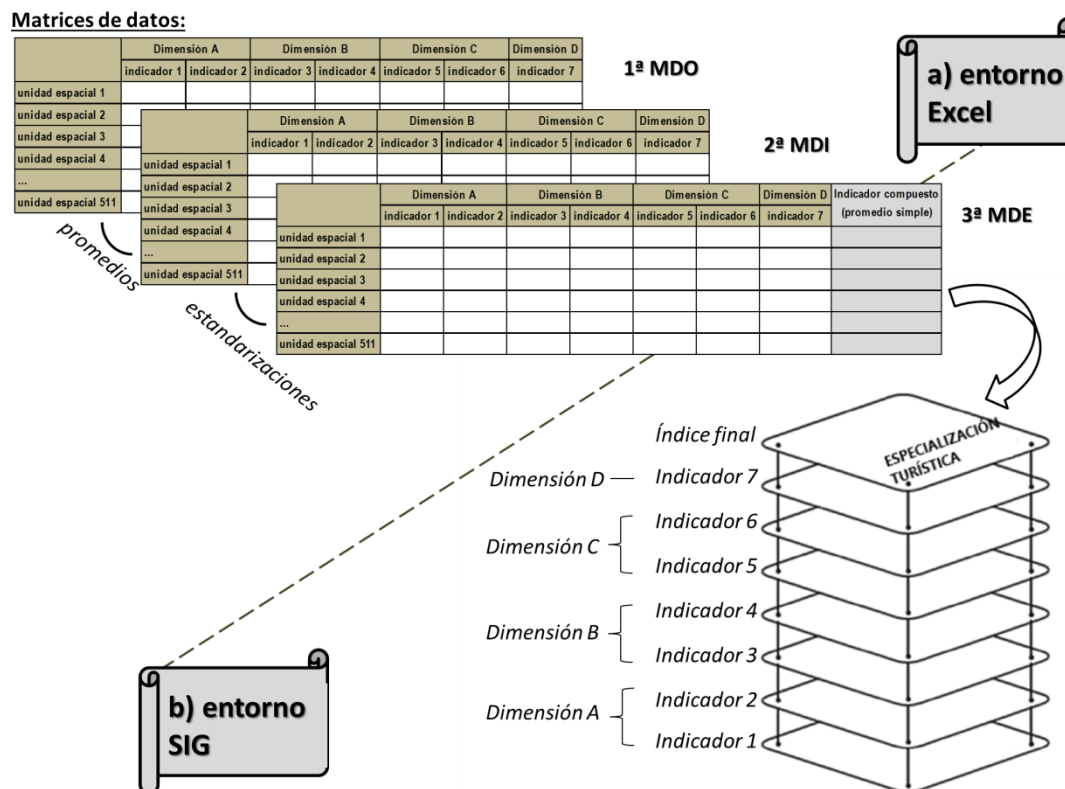 Matrices de datos:
Dimensión A Dimensión B Dimensión C Dimensión D
indicador 1 indicador 2 indicador 3 indicador 4 indicador 5 indicador 6 indicador 7
unidad espacial 1
unidad espacial 2
unidad espacial 3
unidad espacial 4
...
unidad espacial 511
1ª MDO
a) entorno
Excel
promedios
Dimensión A Dimensión B Dimensión C Dimensión D
indicador 1 indicador 2 indicador 3 indicador 4 indicador 5 indicador 6 indicador 7
unidad espacial 1
unidad espacial 2
unidad espacial 3
unidad espacial 4
...
unidad espacial 511
2ª MDI
estandarizaciones
Dimensión A Dimensión B Dimensión C Dimensión D Indicador compuesto
indicador 1 indicador 2 indicador 3 indicador 4 indicador 5 indicador 6 indicador 7 (promedio simple)
unidad espacial 1
unidad espacial 2
unidad espacial 3
unidad espacial 4
...
unidad espacial 511
3ª MDE
Índice final
ESPECIALIZACIÓN
TURÍSTICA
Dimensión D
Indicador 7
Dimensión C
Indicador 6
Indicador 5
Dimensión B
Indicador 4
Indicador 3
Dimensión A
Indicador 2
Indicador 1
b) entorno
SIG